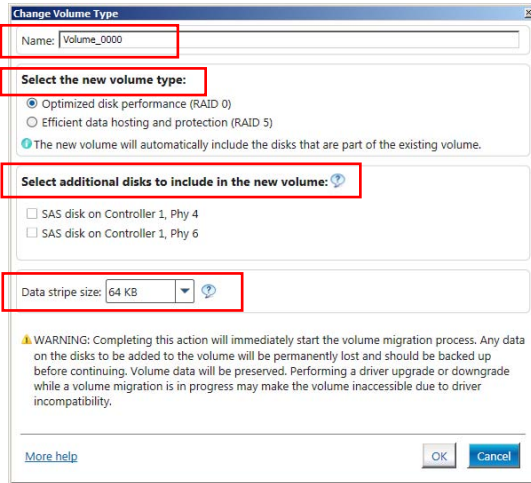 Change Volume Type
Name: Volume_0000
Select the new volume type:
Optimized disk performance (RAID 0)
Efficient data hosting and protection (RAID 5)
The new volume will automatically include the disks that are part of the existing volume.
Select additional disks to include in the new volume:
SAS disk on Controller 1, Phy 4
SAS disk on Controller 1, Phy 6
Data stripe size: 64 KB
WARNING: Completing this action will immediately start the volume migration process. Any data
on the disks to be added to the volume will be permanently lost and should be backed up
before continuing. Volume data will be preserved. Performing a driver upgrade or downgrade
while a volume migration is in progress may make the volume inaccessible due to driver
incompatibility.
More help
OK
Cancel